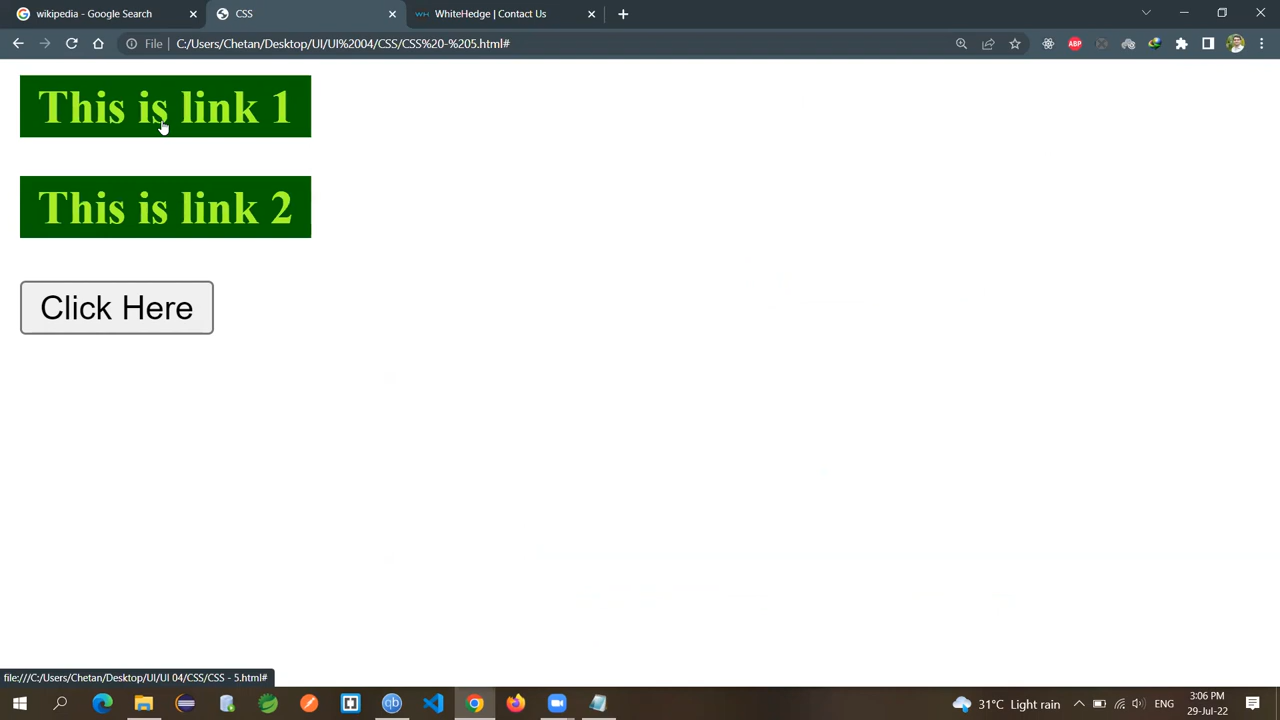 wikipedia - Google Search
CSS
WhiteHedge | Contact Us
File
C:/Users/Chetan/Desktop/UI/UI%2004/CSS/CSS%20-%205.html#
ABP
This is link 1
This is link 2
Click Here
file:///C:/Users/Chetan/Desktop/UI/UI 04/CSS/CSS - 5.html#
qb
31°C Light rain
ENG
3:06 PM
29-Jul-22